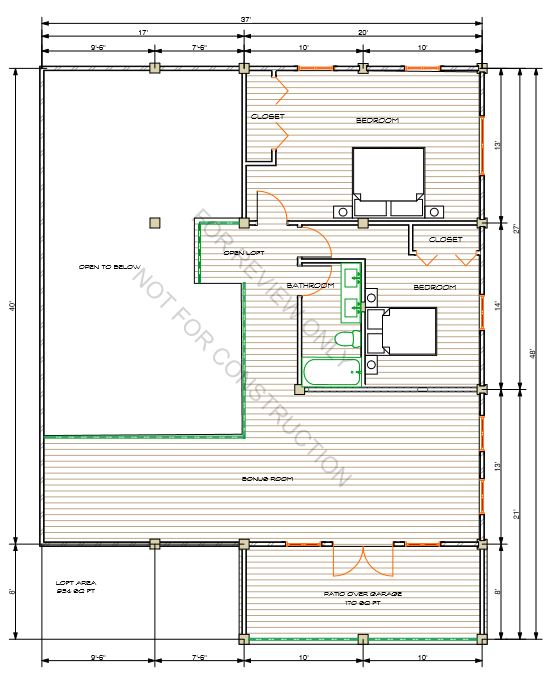 37'
17'
20'
9'-6"
7'-6"
10'
10'
CLOSET
BEDROOM
13'
27'
OPEN LOFT
CLOSET
OPEN TO BELOW
BATHROOM
BEDROOM
14'
40'
48'
FOR REVIEW ONLY
NOT FOR CONSTRUCTION
BONUS ROOM
13'
21'
LOFT AREA
954 SQ FT
PATIO OVER GARAGE
170 SQ FT
8'
9'-6"
7'-6"
10'
10'